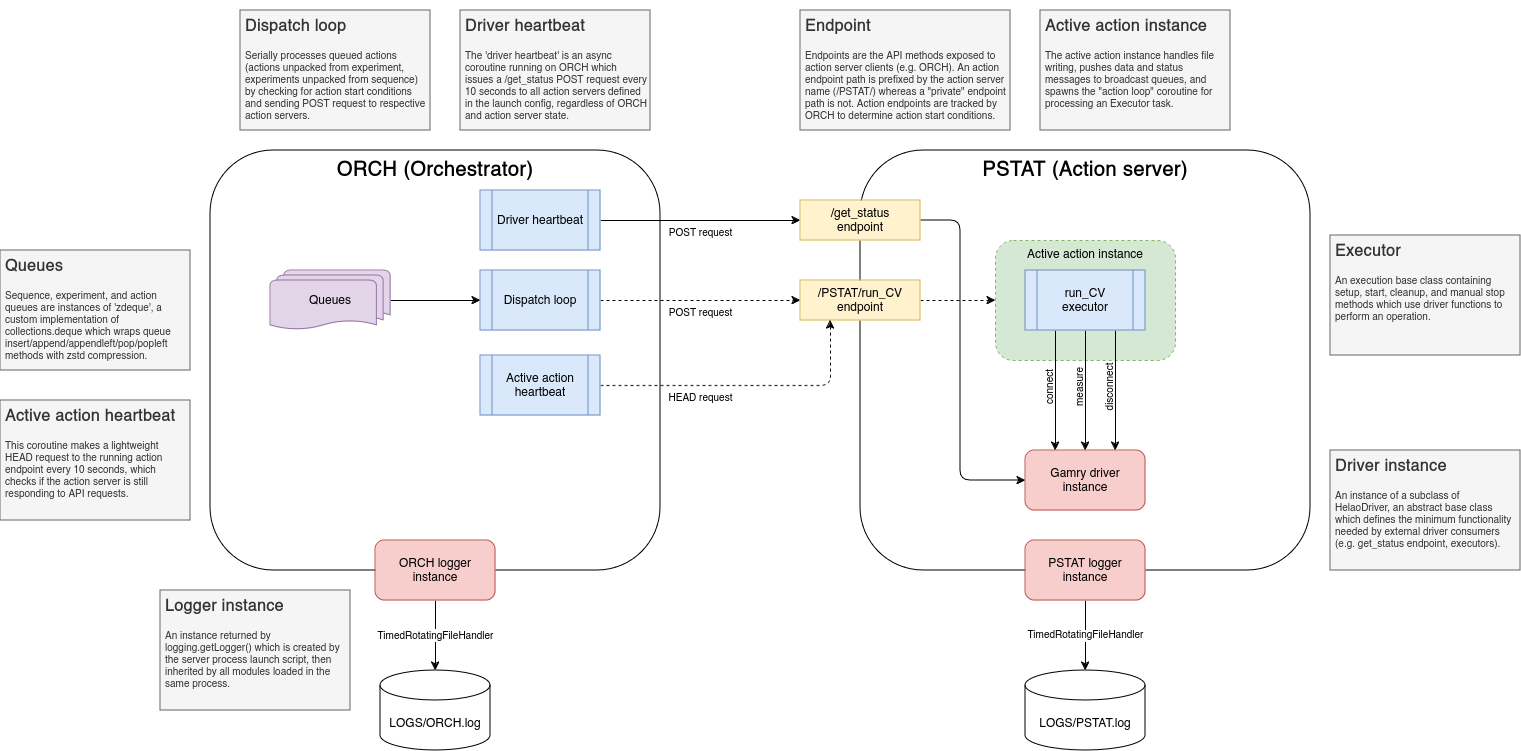 Dispatch loop
Serially processes queued actions
(actions unpacked from experiment,
experiments unpacked from sequence)
by checking for action start conditions
and sending POST request to respective
action servers.
Driver heartbeat
The 'driver heartbeat' is an async
coroutine running on ORCH which
issues a /get_status POST request every
10 seconds to all action servers defined
in the launch config, regardless of ORCH
and action server state.
Endpoint
Endpoints are the API methods exposed to
action server clients (e.g. ORCH). An action
endpoint path is prefixed by the action server
name (/PSTAT/) whereas a "private" endpoint
path is not. Action endpoints are tracked by
ORCH to determine action start conditions.
Active action instance
The active action instance handles file
writing, pushes data and status
messages to broadcast queues, and
spawns the "action loop" coroutine for
processing an Executor task.
ORCH (Orchestrator)
Driver heartbeat
Queues
Dispatch loop
Active action
heartbeat
POST request
POST request
HEAD request
PSTAT (Action server)
/get_status
endpoint
/PSTAT/run_CV
endpoint
Active action instance
run_CV
executor
connect
measure
disconnect
Gamry driver
instance
Queues
Sequence, experiment, and action
queues are instances of 'zdeque', a
custom implementation of
collections.deque which wraps queue
insert/append/appendleft/pop/popleft
methods with zstd compression.
Active action heartbeat
This coroutine makes a lightweight
HEAD request to the running action
endpoint every 10 seconds, which
checks if the action server is still
responding to API requests.
Executor
An execution base class containing
setup, start, cleanup, and manual stop
methods which use driver functions to
perform an operation.
Driver instance
An instance of a subclass of
HelaoDriver, an abstract base class
which defines the minimum functionality
needed by external driver consumers
(e.g. get_status endpoint, executors).
ORCH logger
instance
PSTAT logger
instance
Logger instance
An instance returned by
logging.getLogger() which is created by
the server process launch script, then
inherited by all modules loaded in the
same process.
TimedRotatingFileHandler
TimedRotatingFileHandler
LOGS/ORCH.log
LOGS/PSTAT.log